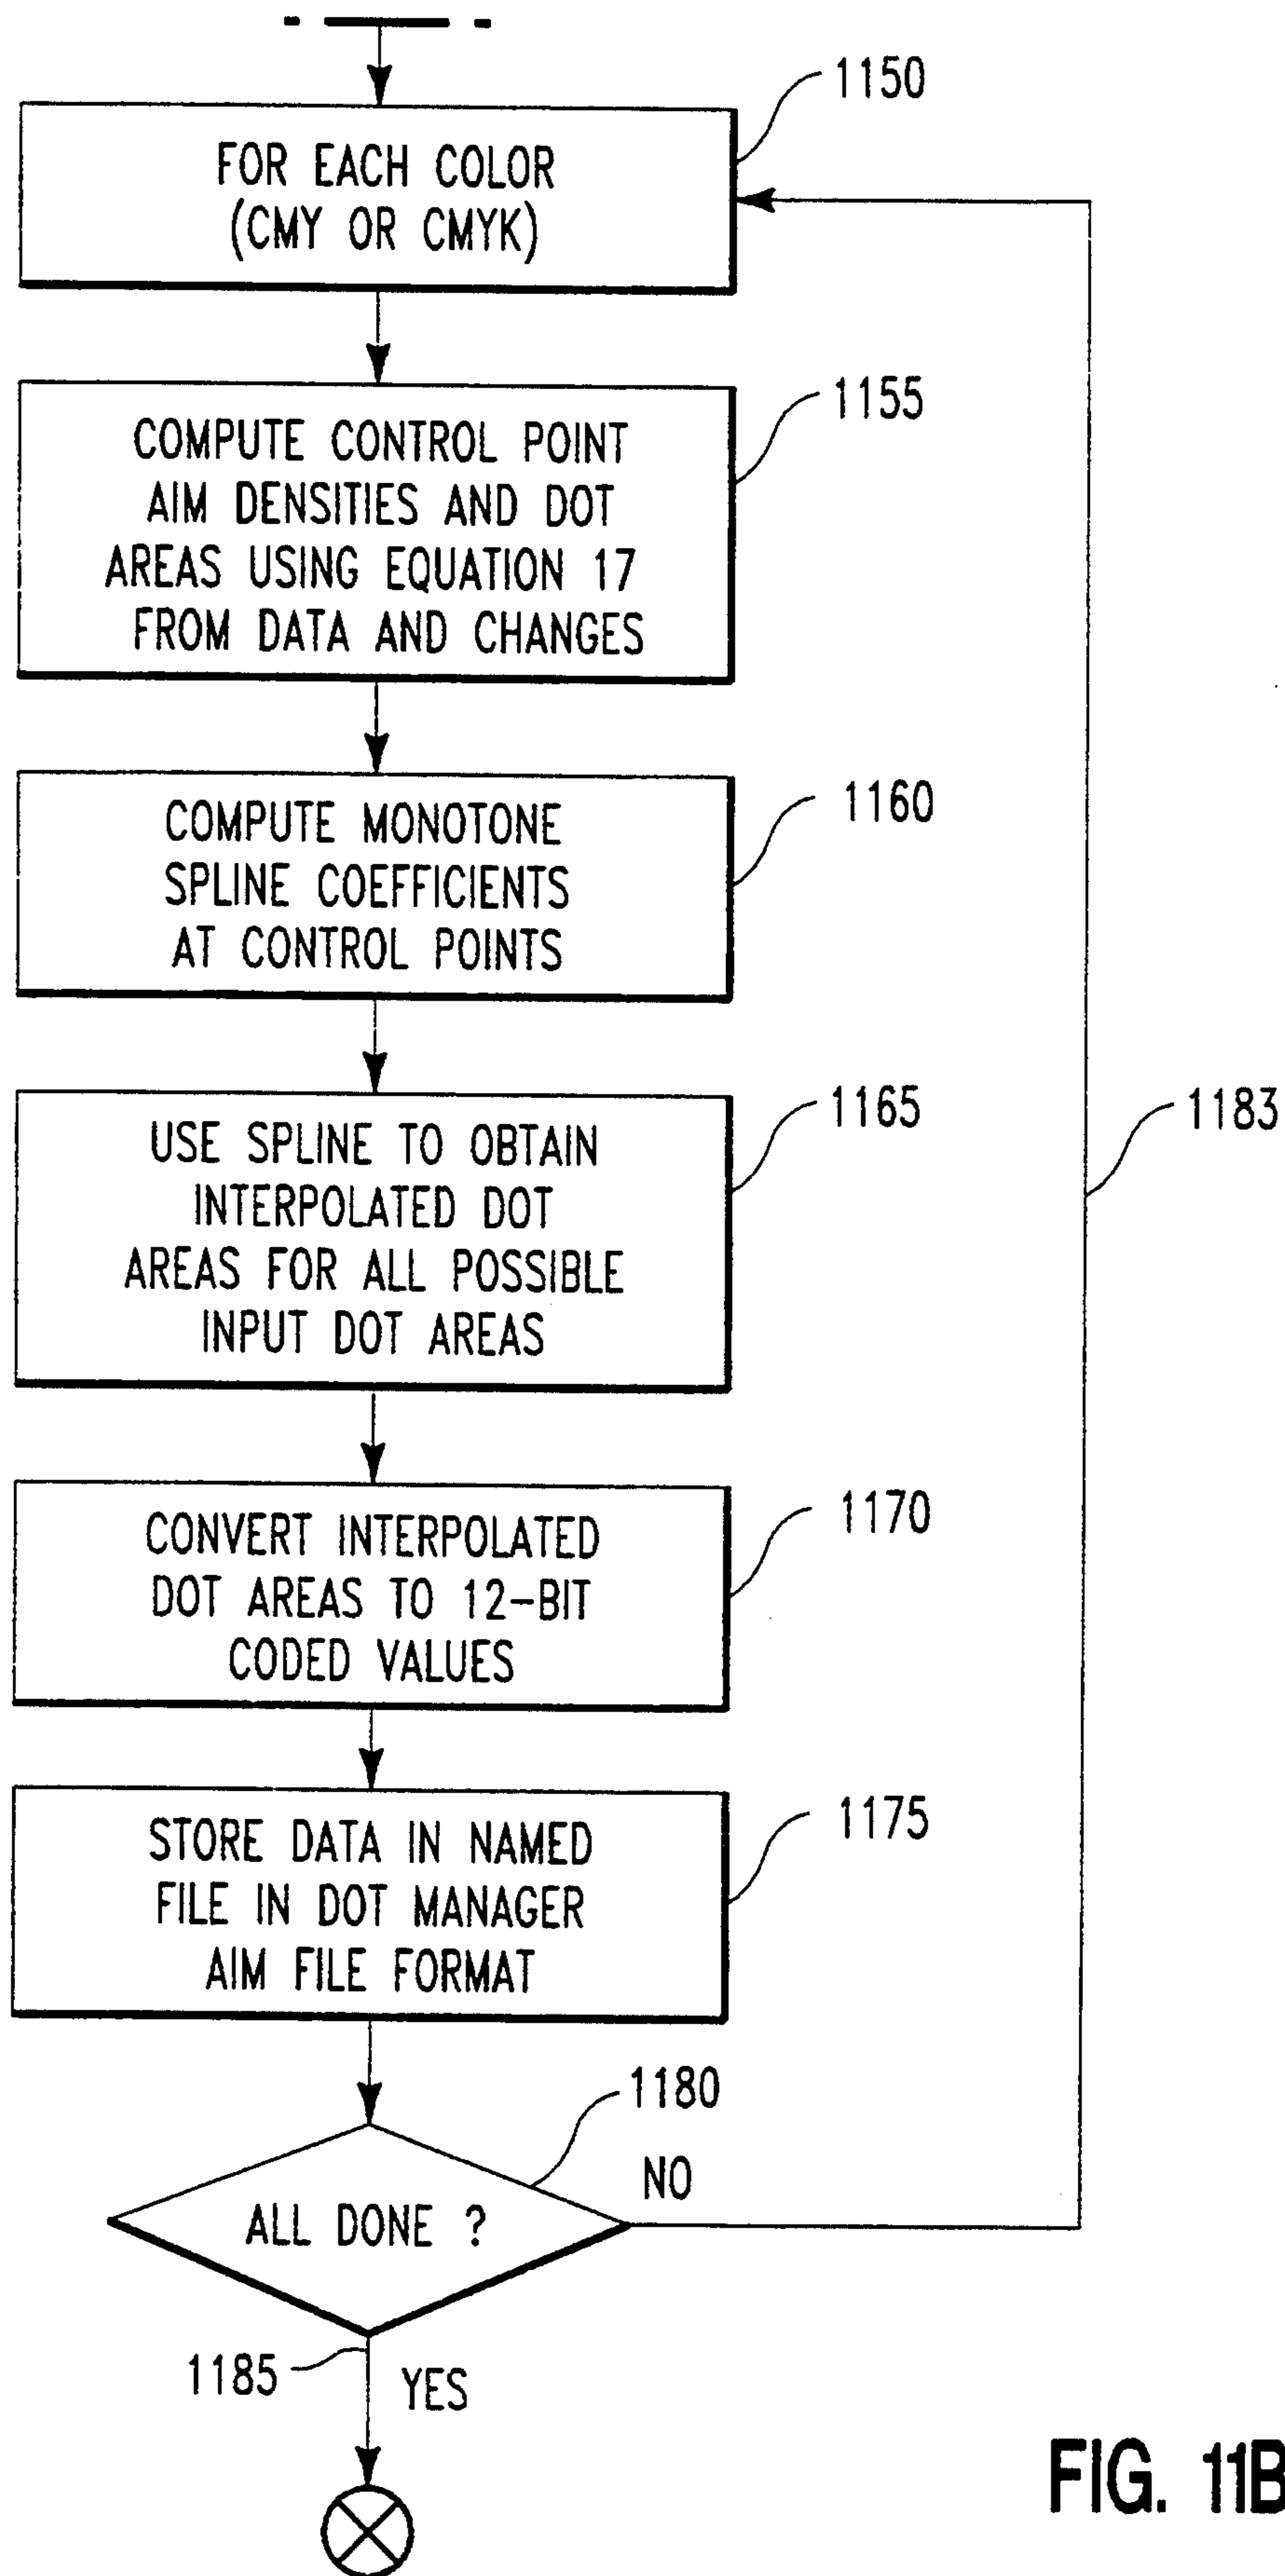 1150
FOR EACH COLOR
(CMY OR CMYK)
1155
COMPUTE CONTROL POINT
AIM DENSITIES AND DOT
AREAS USING EQUATION 17
FROM DATA AND CHANGES
1160
COMPUTE MONOTONE
SPLINE COEFFICIENTS
AT CONTROL POINTS
1165
1183
USE SPLINE TO OBTAIN
INTERPOLATED DOT
AREAS FOR ALL POSSIBLE
INPUT DOT AREAS
1170
CONVERT INTERPOLATED
DOT AREAS TO 12-BIT
CODED VALUES
1175
STORE DATA IN NAMED
FILE IN DOT MANAGER
AIM FILE FORMAT
1180
NO
ALL DONE ?
1185
YES
FIG. 11B